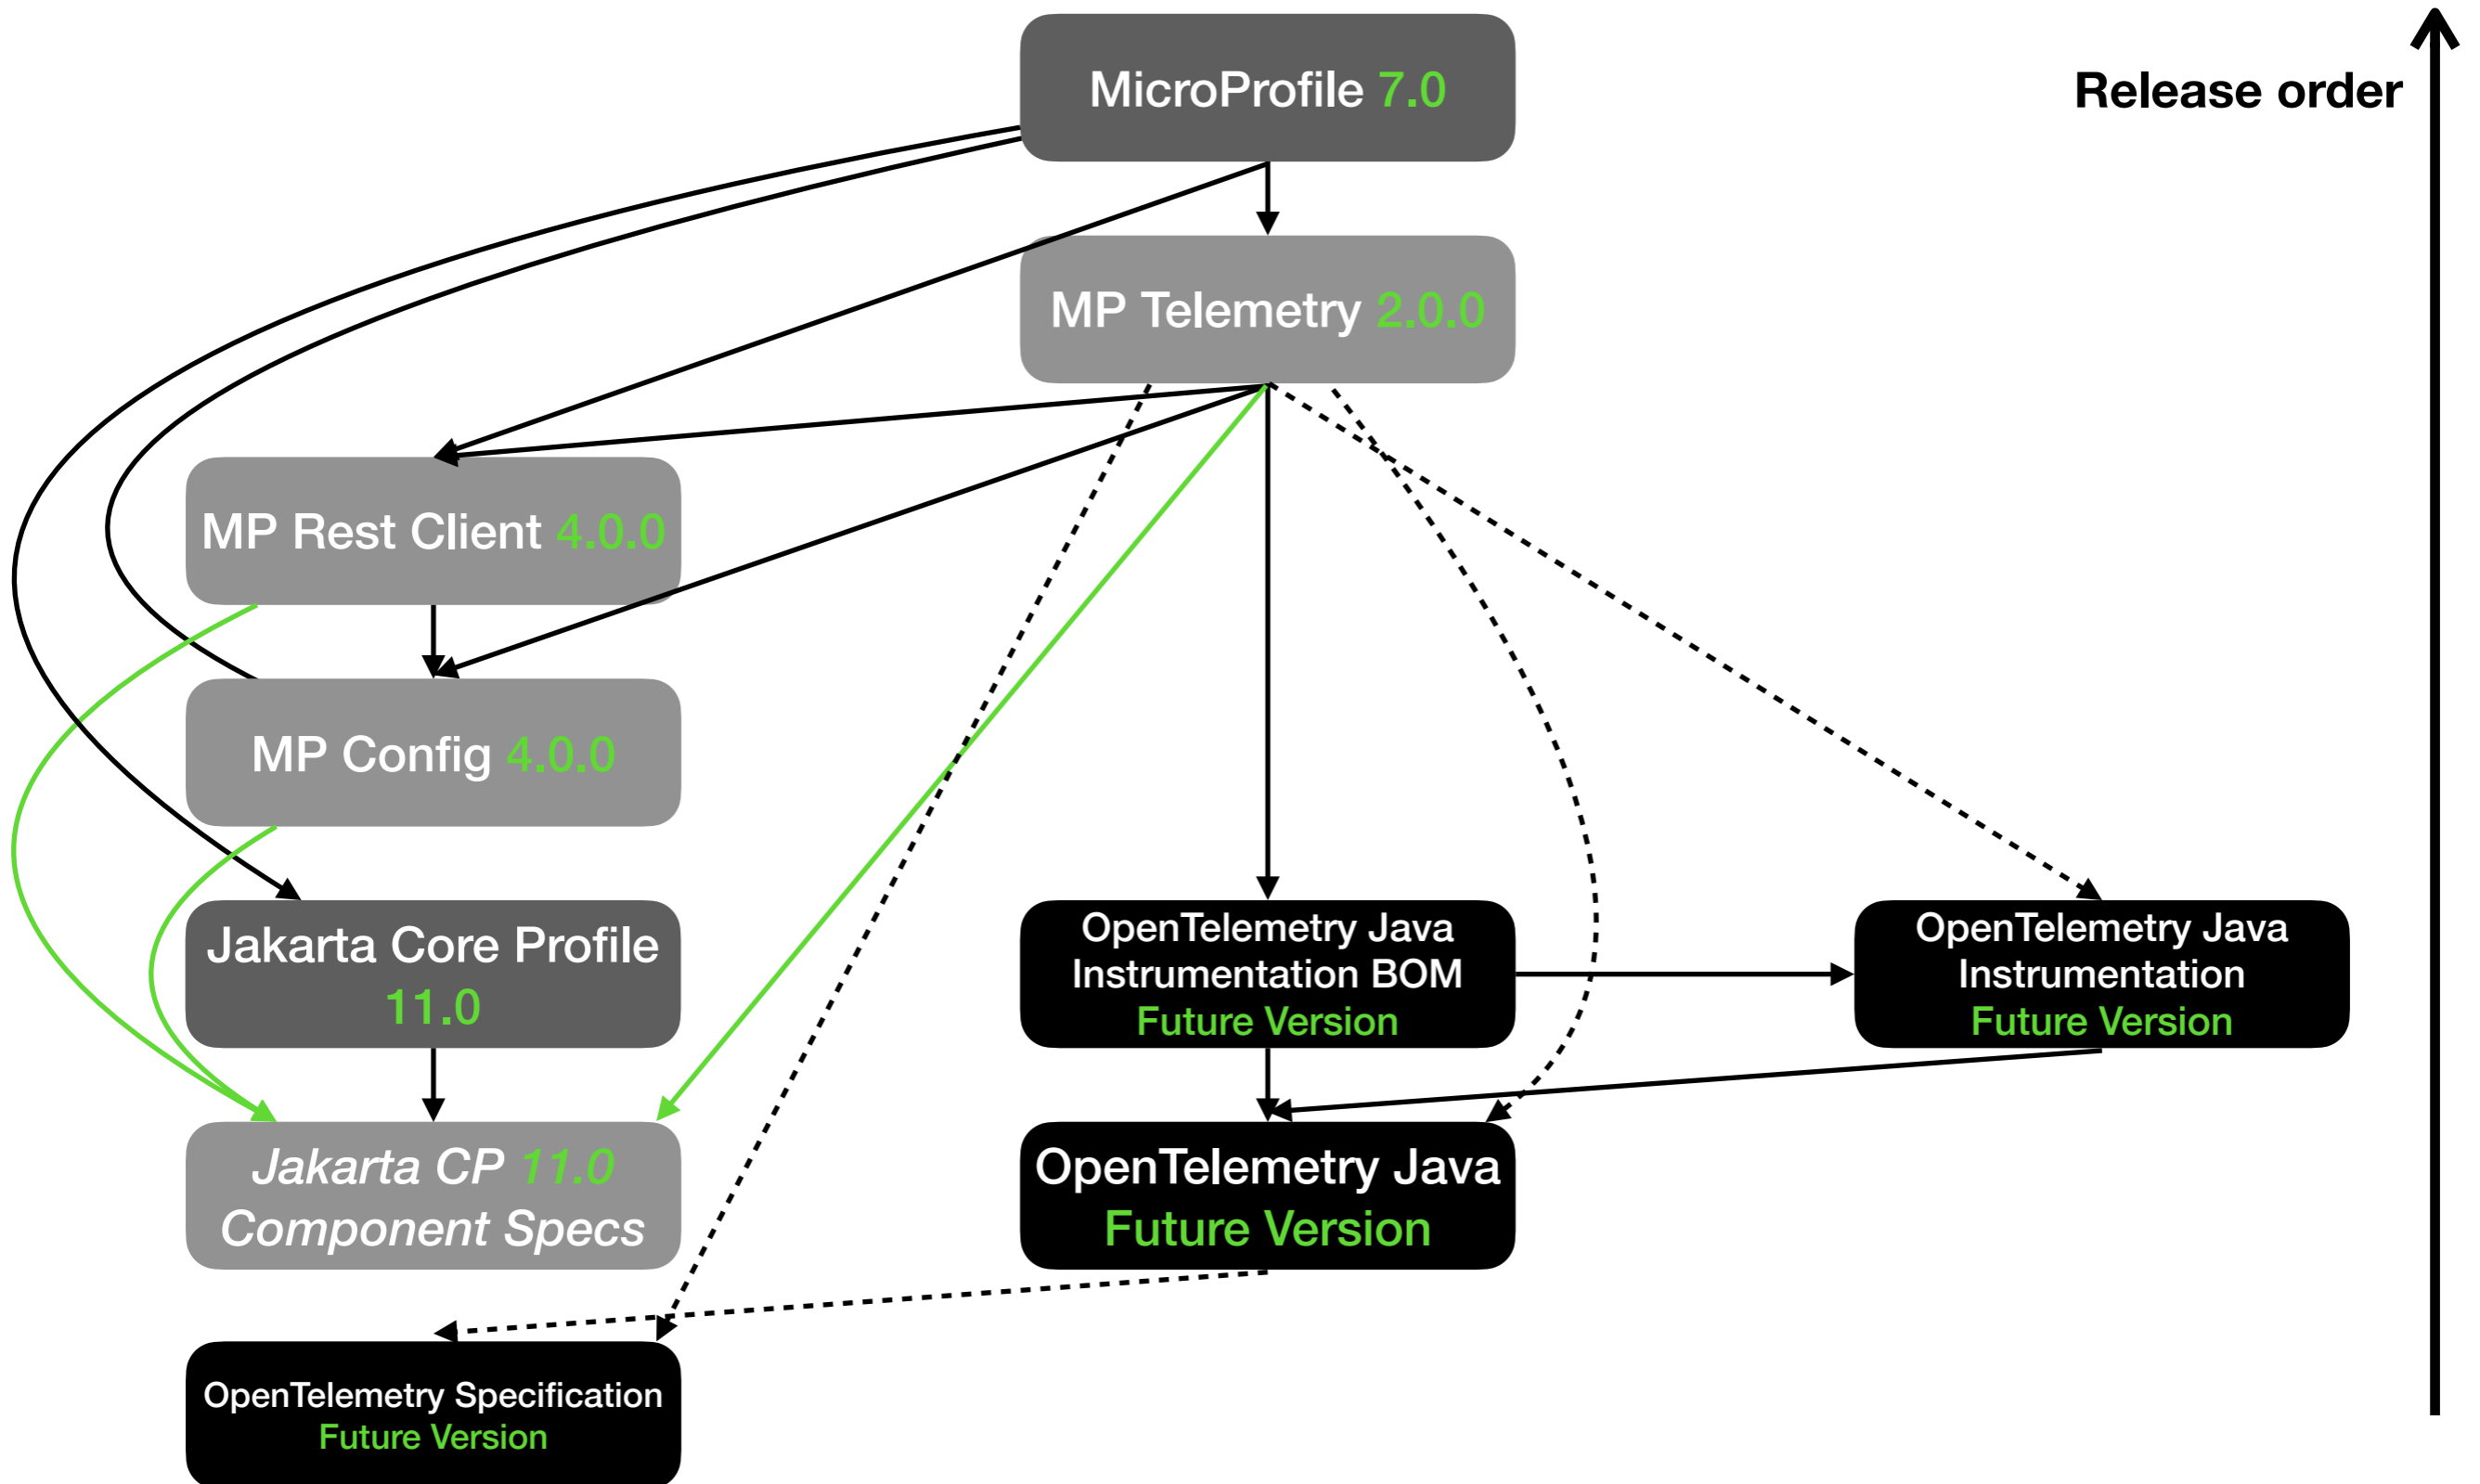 MicroProfile 7.0
Release order
MP Telemetry 2.0.0
MP Rest Client 4.0.0
MP Config 4.0.0
Jakarta Core Profile
11.0
OpenTelemetry Java
Instrumentation BOM
Future Version
OpenTelemetry Java
Instrumentation
Future Version
Jakarta CP 11.0
Component Specs
OpenTelemetry Java
Future Version
OpenTelemetry Specification
Future Version